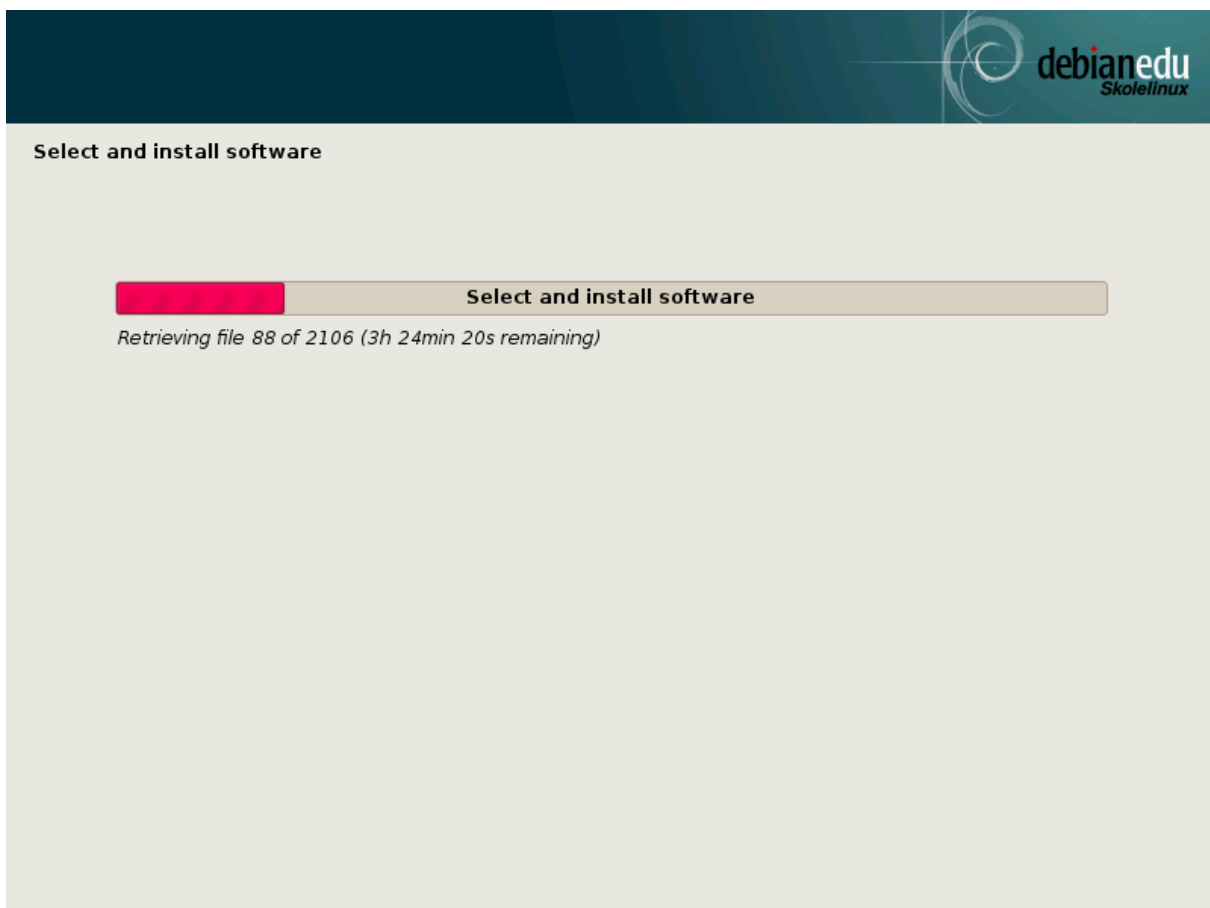 debianedu
Skolelinux
Select and install software
Select and install software
Retrieving file 88 of 2106 (3h 24min 20s remaining)